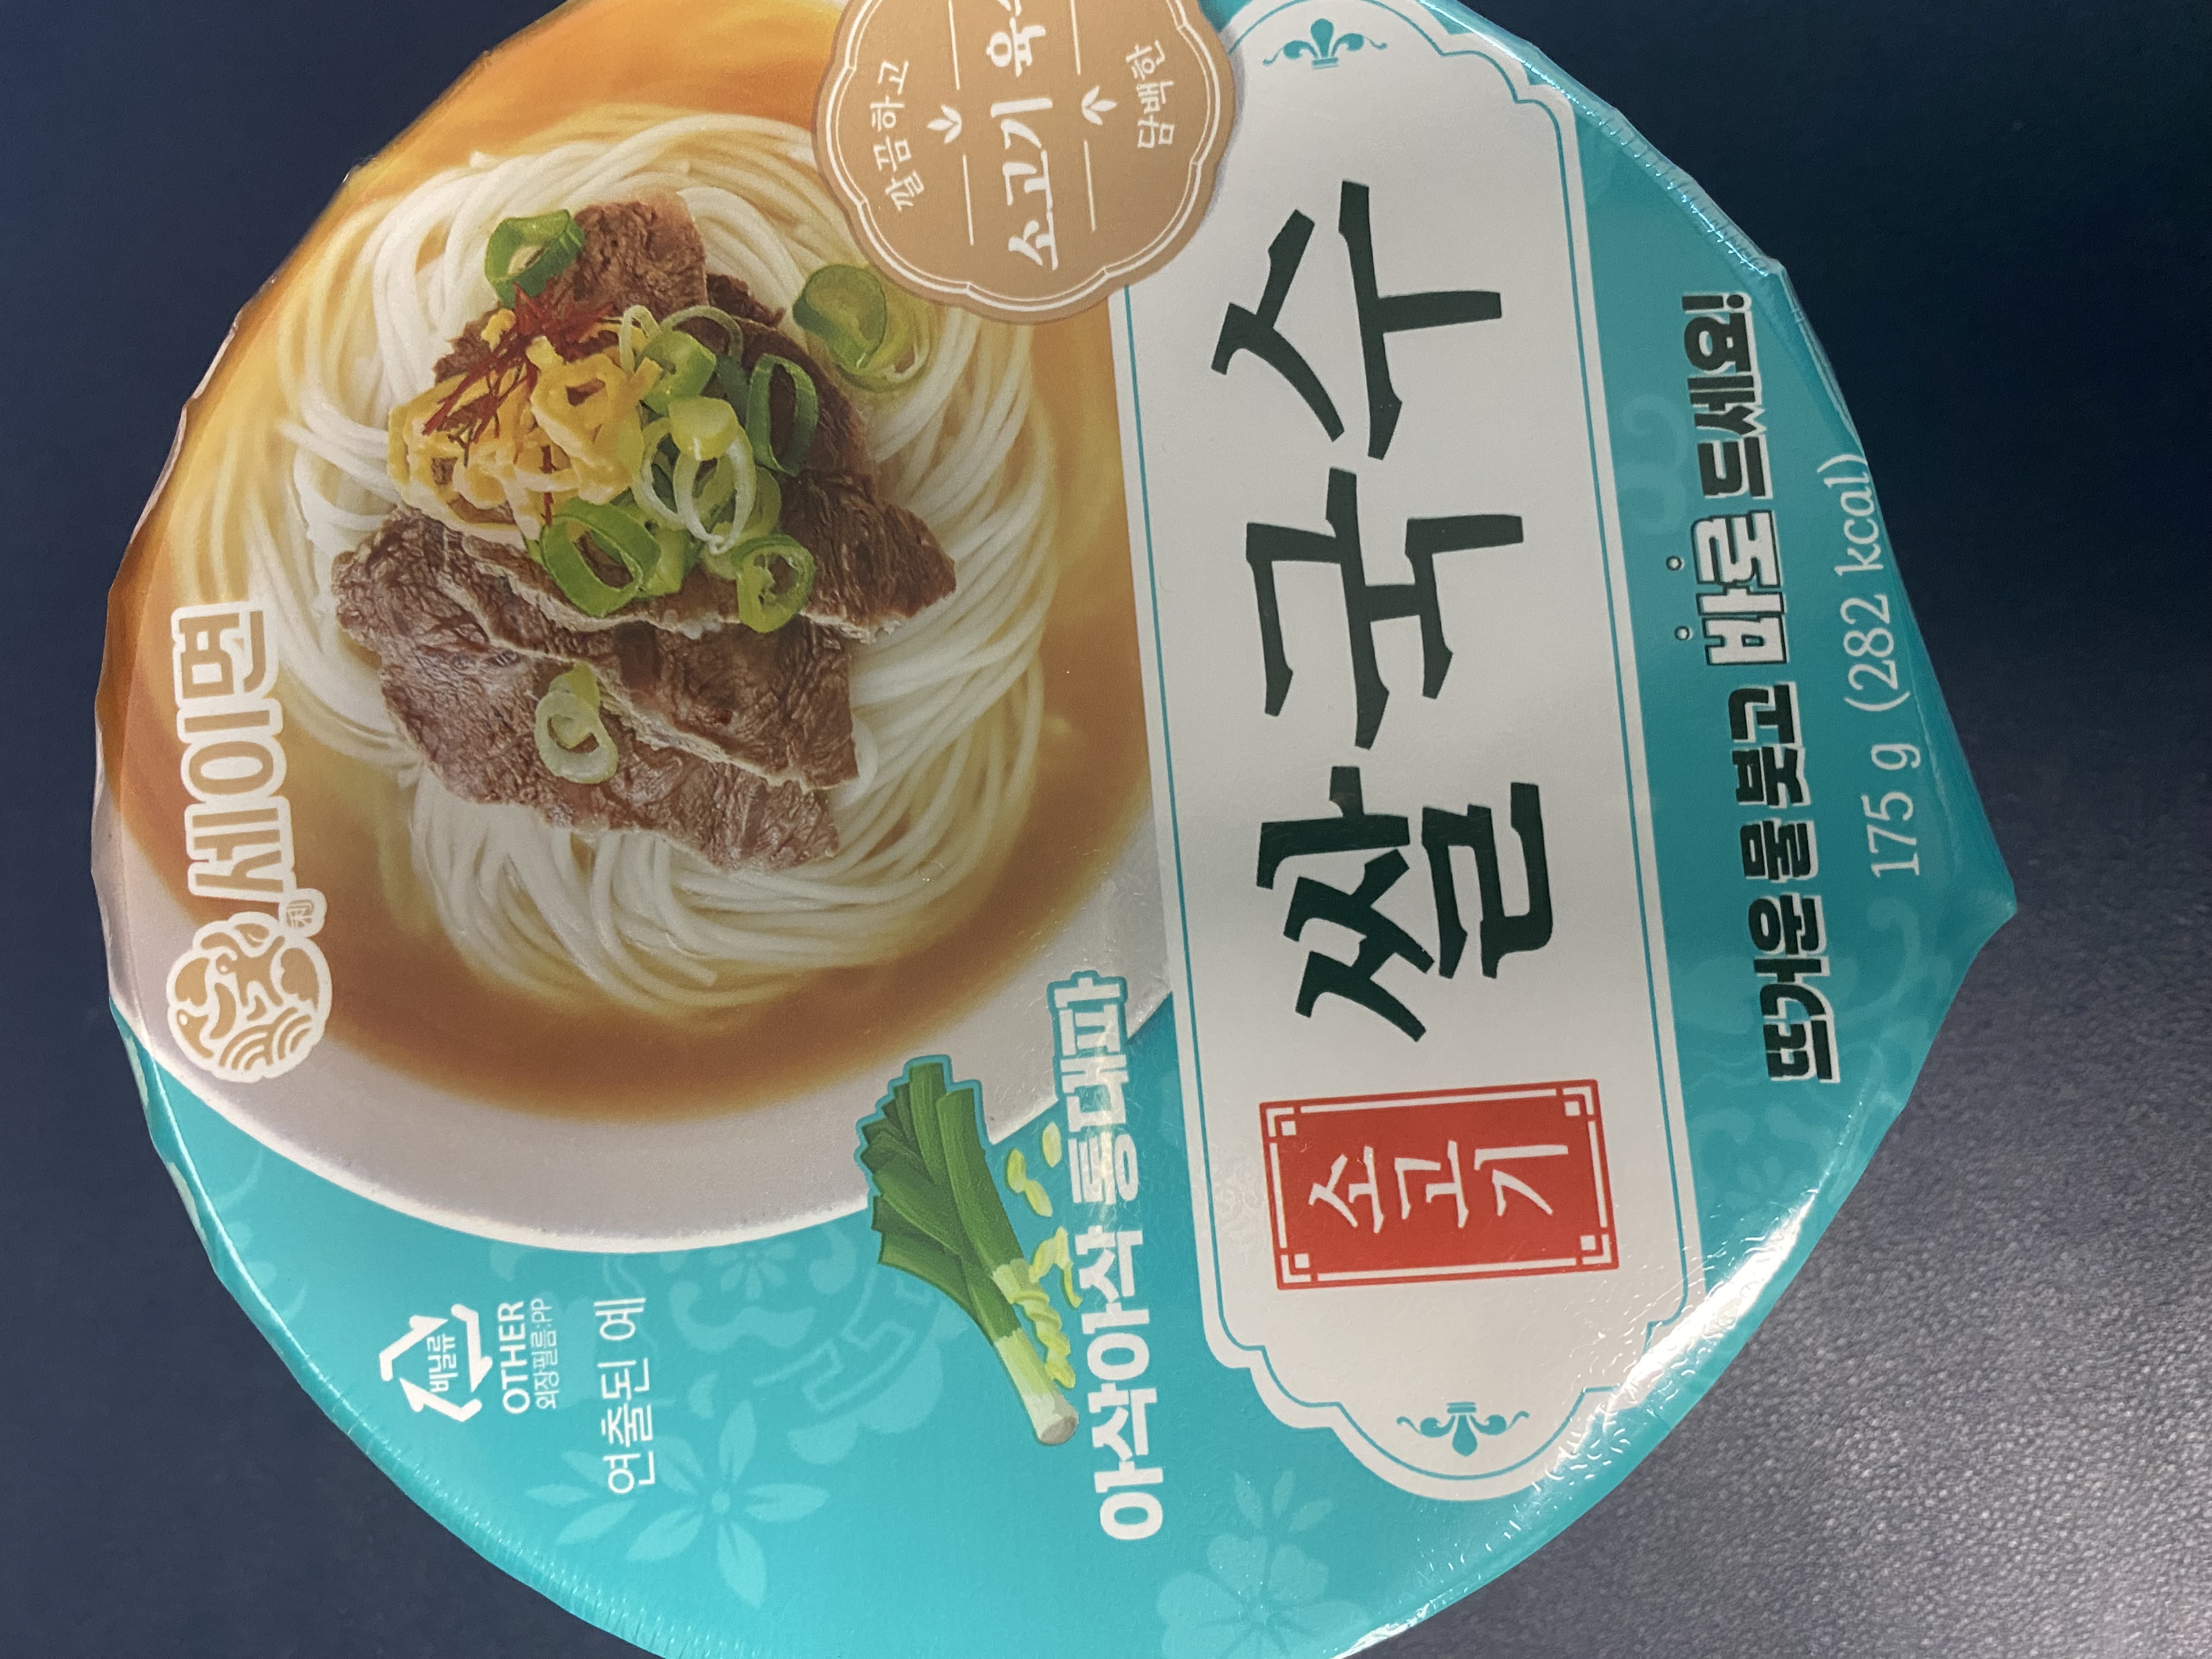 세이면
배닐류
OTHER
외장필름:PP
연출된 예
깔끔하고
소고기 육
담백한
아삭아삭 통대파
소고기
쌀국수
뜨거운 물 붓고 바로 드세요!
175 g (282 kcal)